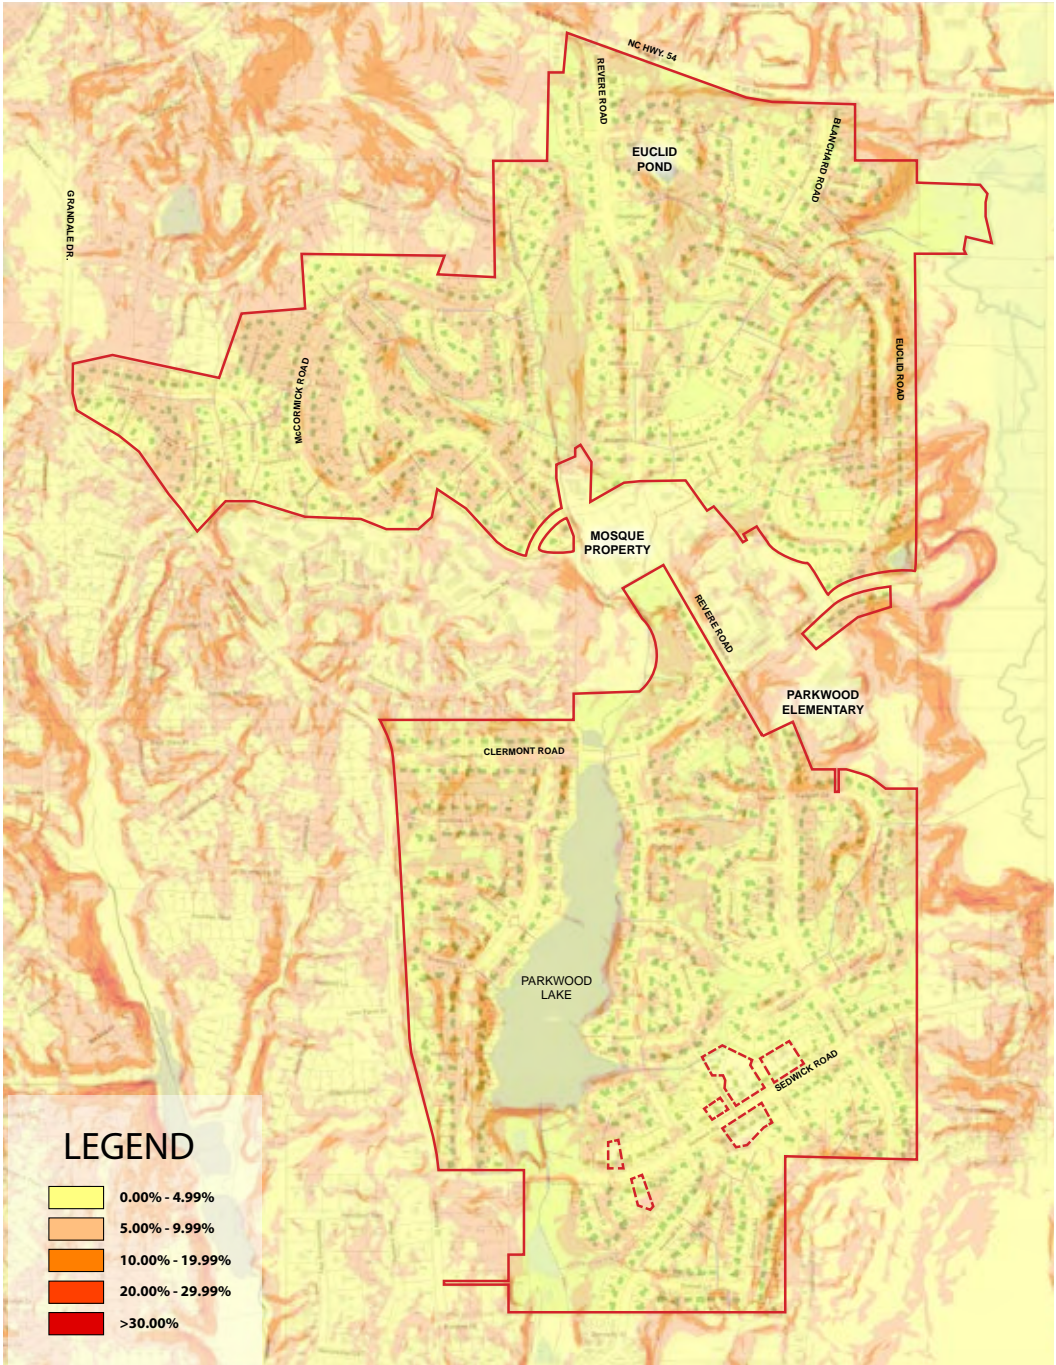 NC HWY. 54
REVERE ROAD
BLANCHARD ROAD
EUCLID
POND
GRANDALE DR.
EUCLID ROAD
McCORMICK ROAD
MOSQUE
PROPERTY
REVERE ROAD
PARKWOOD
ELEMENTARY
CLERMONT ROAD
PARKWOOD
LAKE
SEDWICK ROAD
LEGEND
0.00% - 4.99%
5.00% - 9.99%
10.00% - 19.99%
20.00% - 29.99%
>30.00%